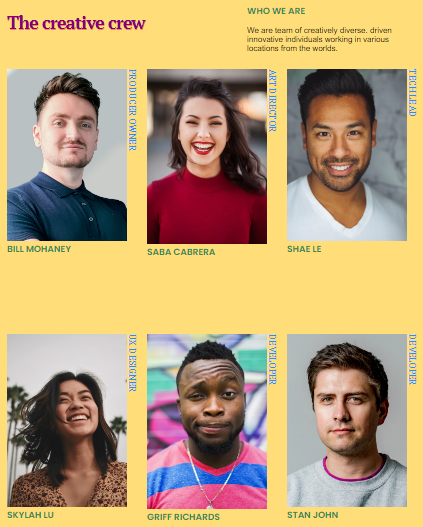 The creative crew
WHO WE ARE
We are team of creatively diverse. driven
innovative individuals working in various
locations from the worlds.
PRODUCER OWNER
BILL MOHANEY
ART DIRECTOR
SABA CABRERA
TECH LEAD
SHAE LE
UX DESIGNER
SKYLAH LU
DEVELOPER
GRIFF RICHARDS
DEVELOPER
STAN JOHN